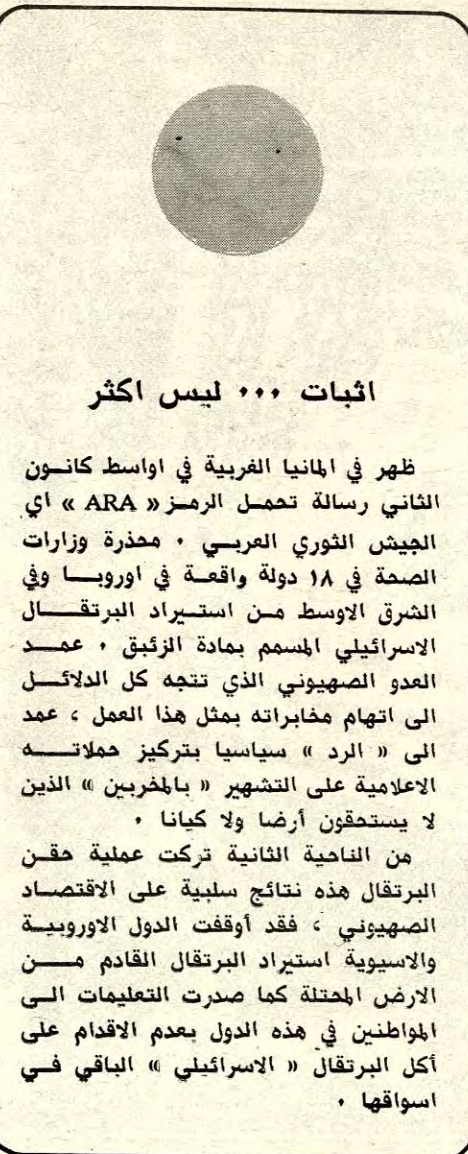 اثبات ٠٠٠ ليس اكثر
ظهر في المانيا الغربية في اواسط كانون
الثاني رسالة تحمل الرمز « ARA » اي
الجيش الثوري العربي ٠ محذرة وزارات
الصحة في ١٨ دولة واقعة في اوروبا وفي
الشرق الاوسط من استيراد البرتقال
الاسرائيلي المسمم بمادة الزئبق ٠ عمد
العدو الصهيوني الذي تتجه كل الدلائل
الى اتهام مخابراته بمثل هذا العمل ، عمد
الى « الرد » سياسيا بتركيز حملاته
الاعلامية على التشهير « بالمخربين » الذين
لا يستحقون أرضا ولا كيانا ٠
من الناحية الثانية تركت عملية حقن
البرتقال هذه نتائج سلبية على الاقتصاد
الصهيوني ، فقد أوقفت الدول الاوروبية
والاسيوية استيراد البرتقال القادم من
الارض المحتلة كما صدرت التعليمات الى
المواطنين في هذه الدول بعدم الاقدام على
أكل البرتقال « الاسرائيلي » الباقي في
اسواقها ٠